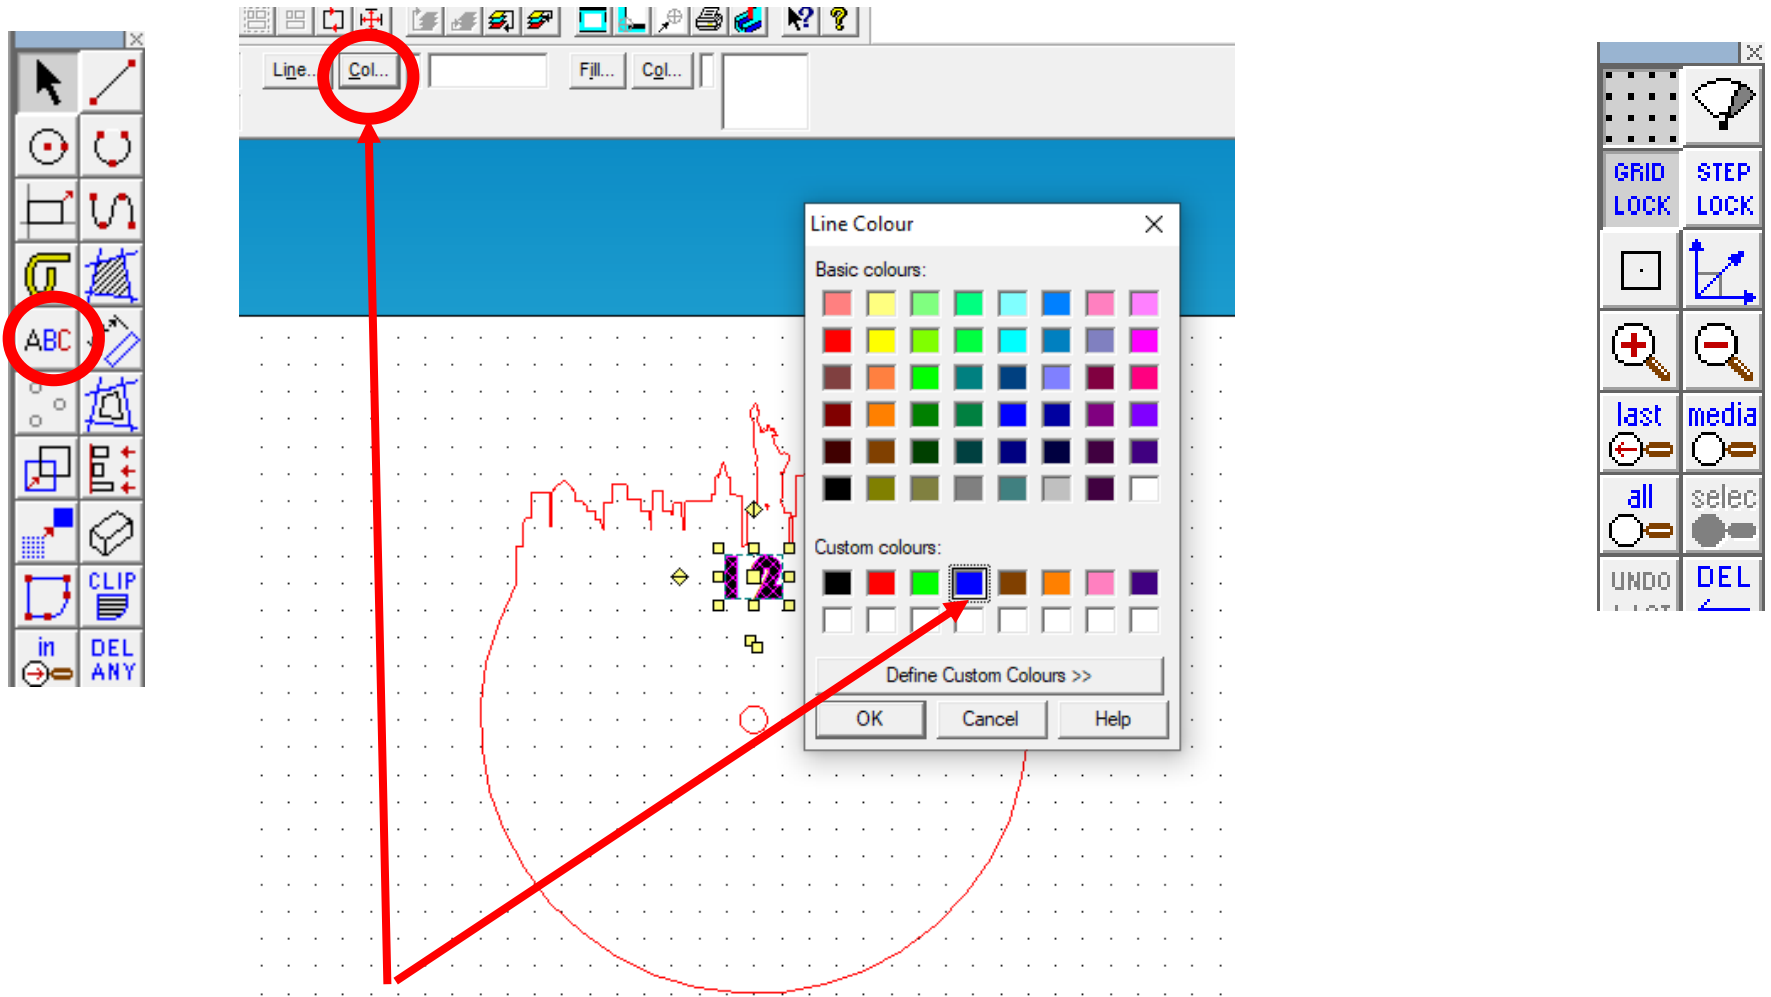 Line...
Col...
Fill...
Col...
ABC
CLIP
in
DEL
ANY
Line Colour
Basic colours:
Custom colours:
Define Custom Colours >>
OK
Cancel
Help
12
GRID
LOCK
STEP
LOCK
last
media
all
selec
UNDO
DEL